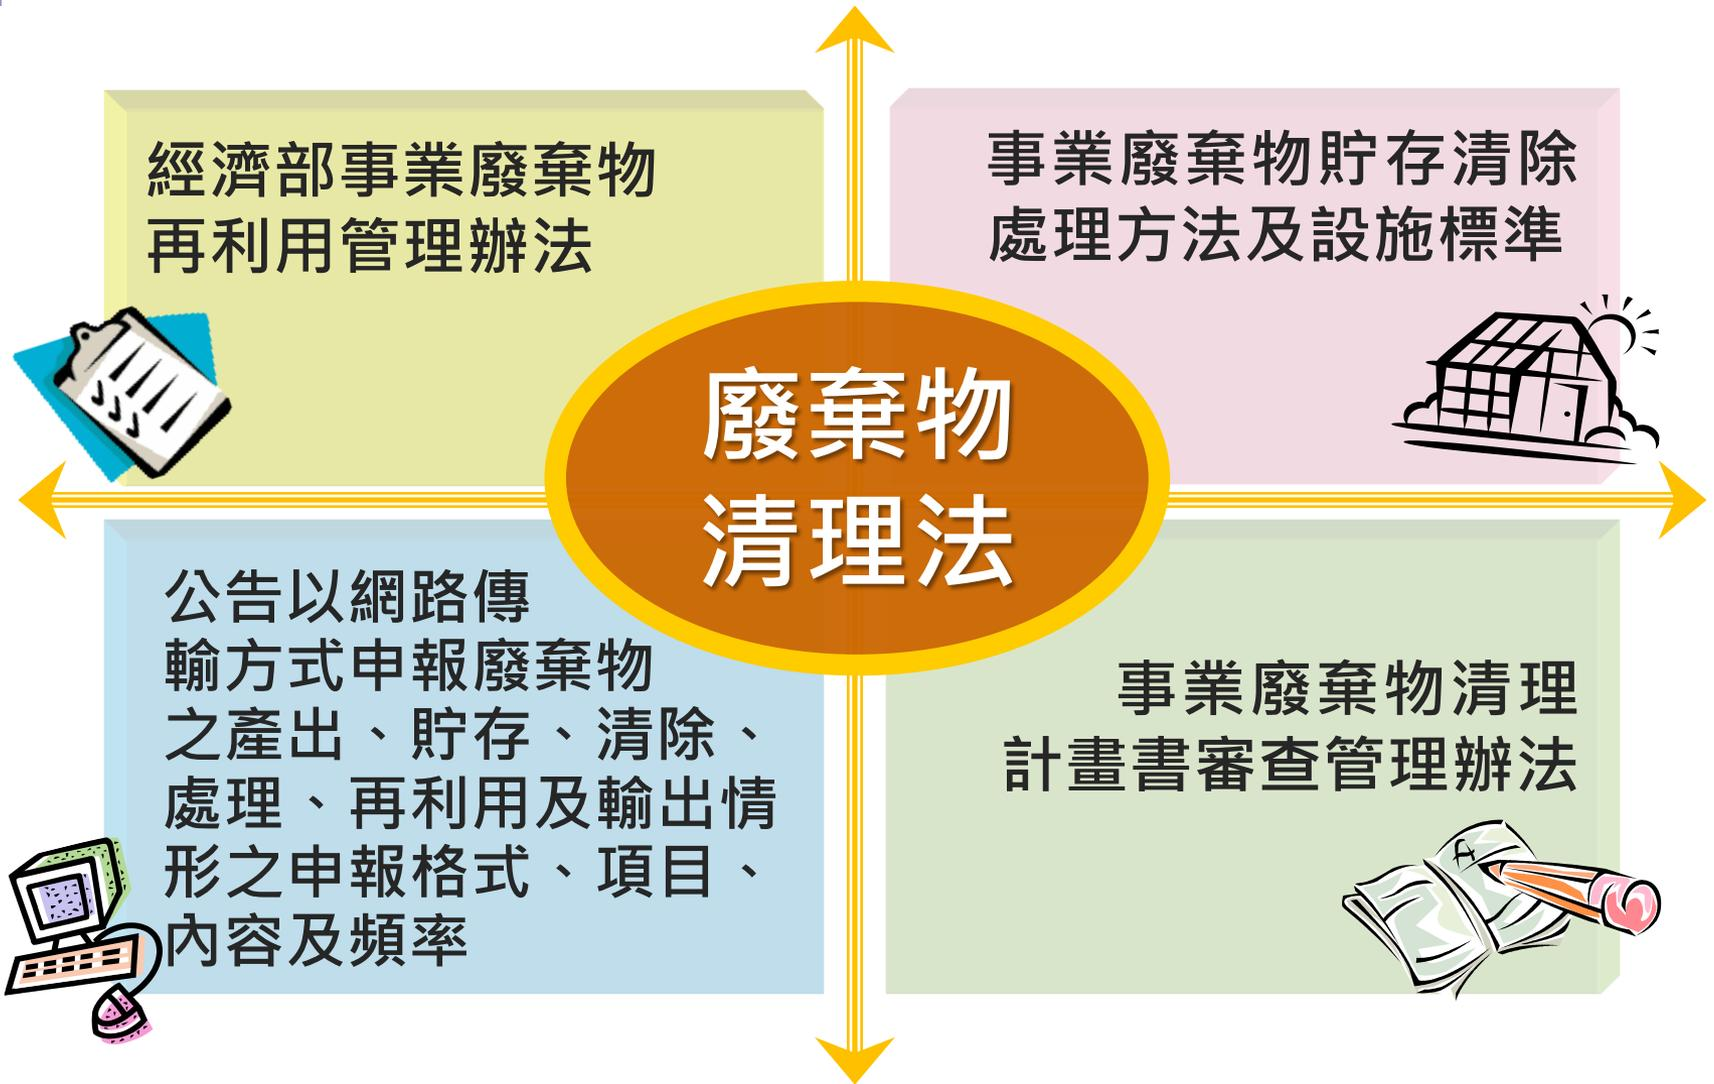 經濟部事業廢棄物
再利用管理辦法
事業廢棄物貯存清除
處理方法及設施標準
廢棄物
清理法
公告以網路傳
輸方式申報廢棄物
之產出、貯存、清除、
處理、再利用及輸出情
形之申報格式、項目、
內容及頻率
事業廢棄物清理
計畫書審查管理辦法